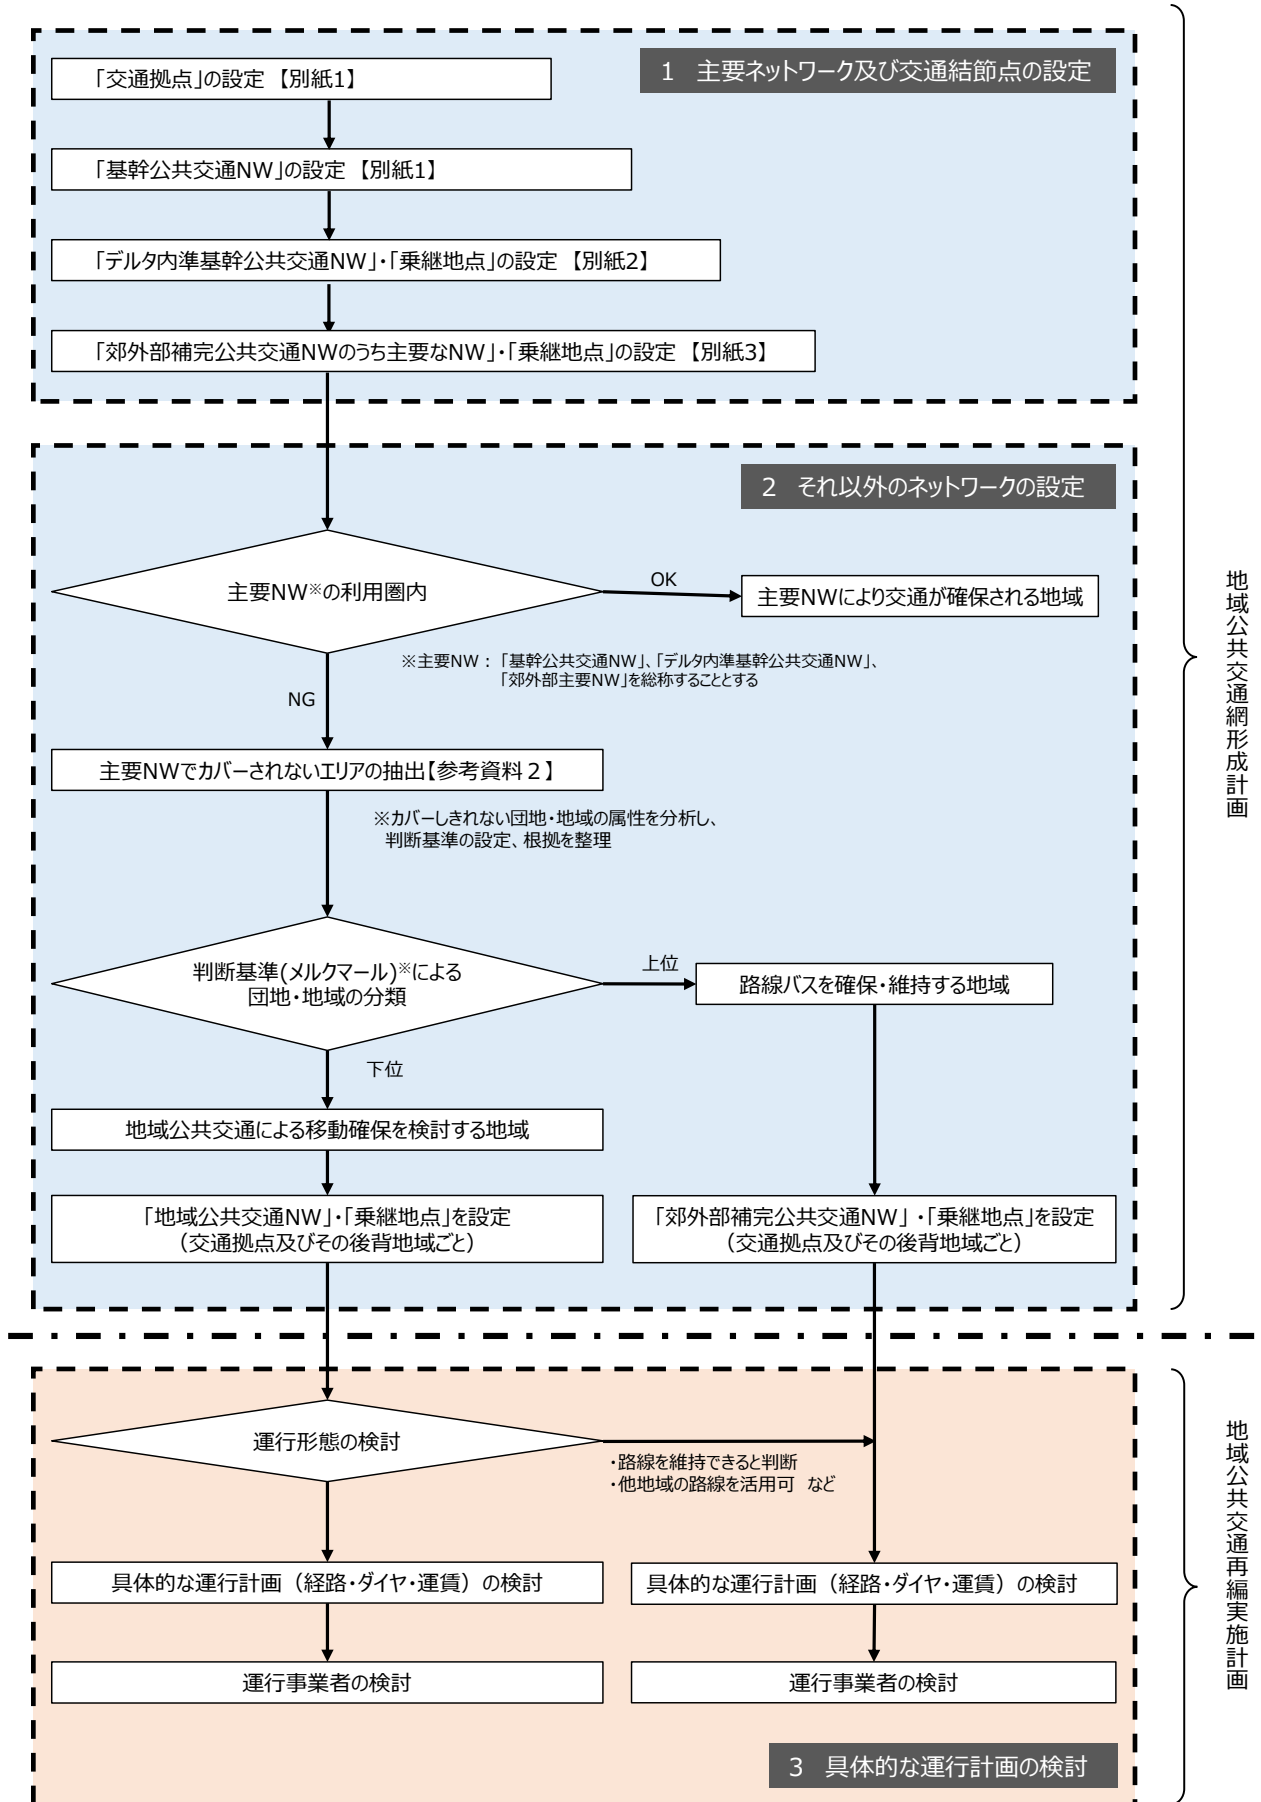 1　主要ネットワーク及び交通結節点の設定
「交通拠点」の設定 【別紙1】
「基幹公共交通NW」の設定 【別紙1】
「デルタ内準基幹公共交通NW」・「乗継地点」の設定 【別紙2】
「郊外部補完公共交通NWのうち主要なNW」・「乗継地点」の設定 【別紙3】
2　それ以外のネットワークの設定
主要NW※の利用圏内
OK
主要NWにより交通が確保される地域
※主要NW：「基幹公共交通NW」、「デルタ内準基幹公共交通NW」、
「郊外部主要NW」を総称することとする
NG
主要NWでカバーされないエリアの抽出【参考資料２】
※カバーしきれない団地・地域の属性を分析し、
判断基準の設定、根拠を整理
判断基準(メルクマール)※による
団地・地域の分類
上位
路線バスを確保・維持する地域
下位
地域公共交通による移動確保を検討する地域
「地域公共交通NW」・「乗継地点」を設定
（交通拠点及びその後背地域ごと）
「郊外部補完公共交通NW」・「乗継地点」を設定
（交通拠点及びその後背地域ごと）
地域公共交通網形成計画
運行形態の検討
・路線を維持できると判断
・他地域の路線を活用可　など
具体的な運行計画（経路・ダイヤ・運賃）の検討
具体的な運行計画（経路・ダイヤ・運賃）の検討
運行事業者の検討
運行事業者の検討
3　具体的な運行計画の検討
地域公共交通再編実施計画